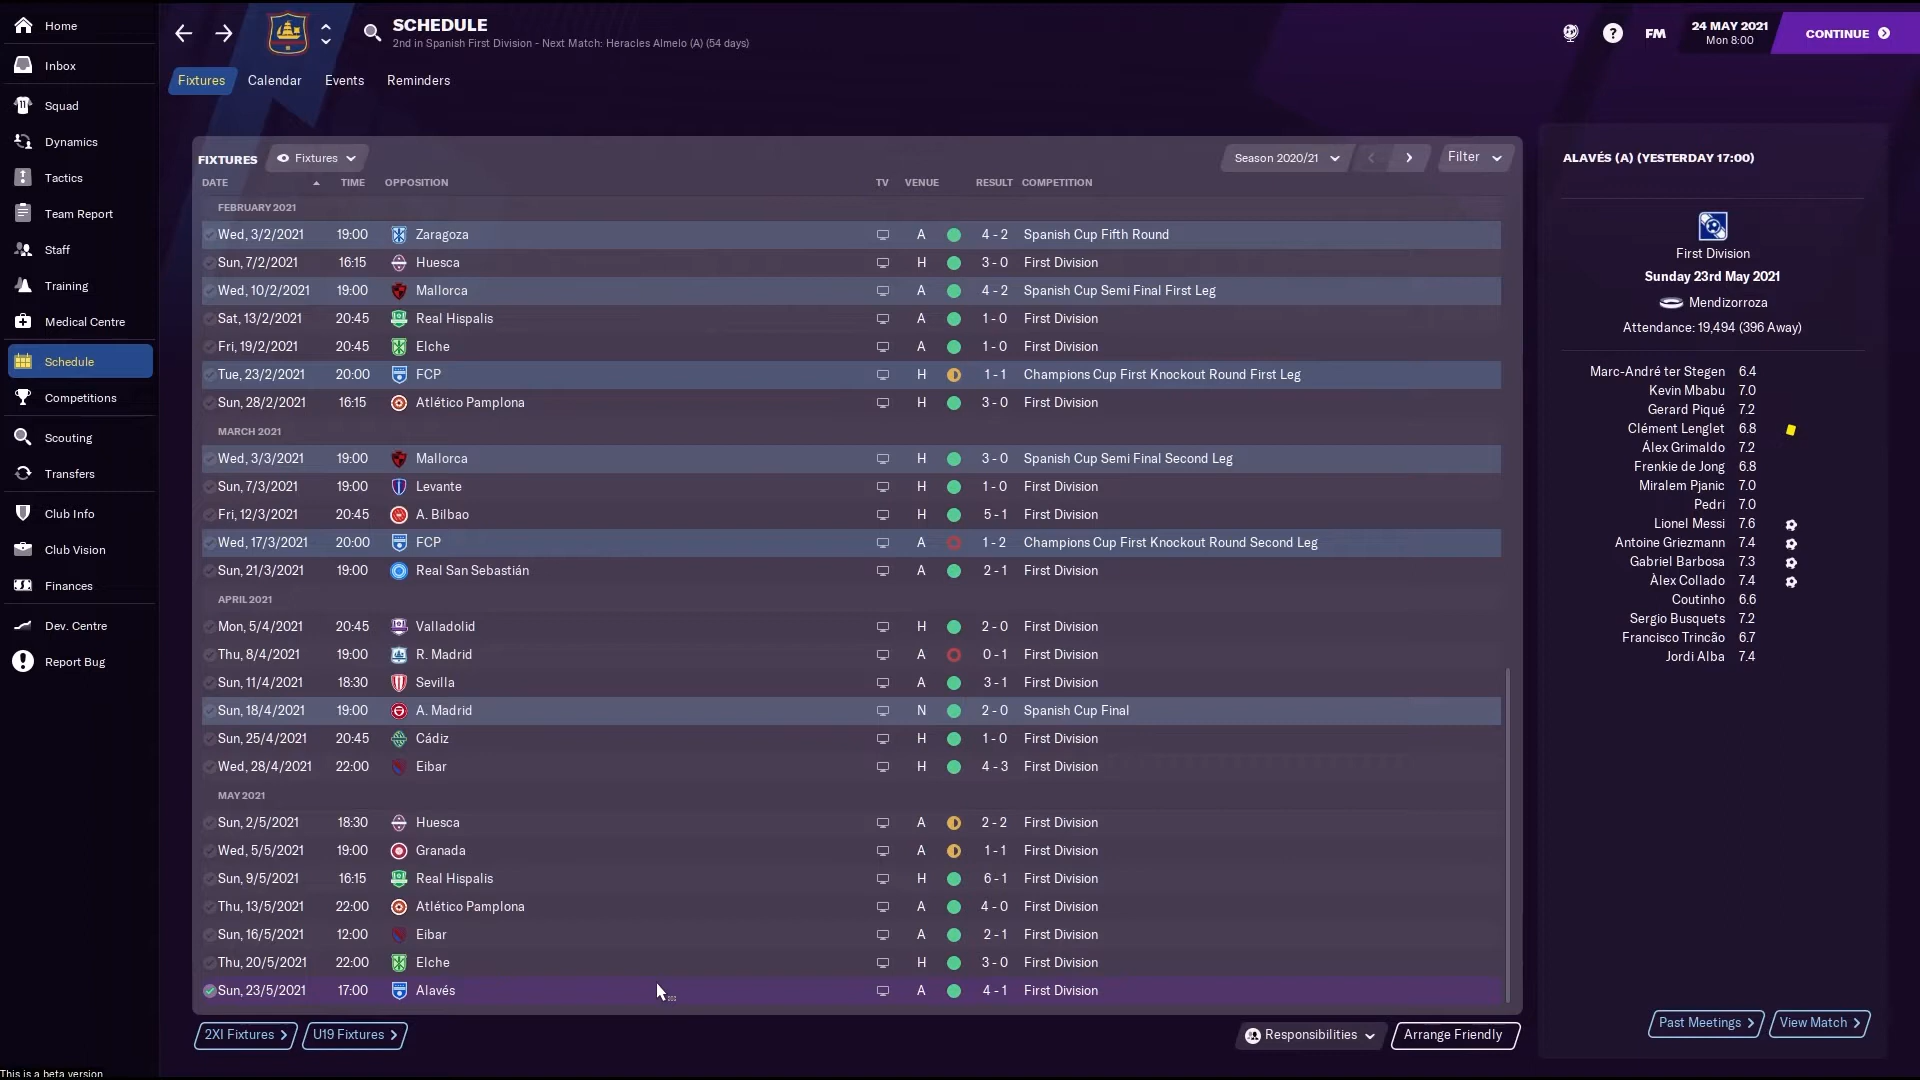 Home
Inbox
Squad
Dynamics
Tactics
Team Report
Staff
Training
Medical Centre
Schedule
Competitions
Scouting
Transfers
Club Info
Club Vision
Finances
Dev. Centre
Report Bug
This is a beta version
SCHEDULE
2nd in Spanish First Division - Next Match: Heracles Almelo (A) (54 days)
FM
24 MAY 2021
Mon 8:00
CONTINUE
Fixtures Calendar Events Reminders
FIXTURES Fixtures Season 2020/21 Filter
DATE TIME OPPOSITION TV VENUE RESULT COMPETITION
FEBRUARY 2021
Wed, 3/2/2021 19:00 Zaragoza A 4 - 2 Spanish Cup Fifth Round
Sun, 7/2/2021 16:15 Huesca H 3 - 0 First Division
Wed, 10/2/2021 19:00 Mallorca A 4 - 2 Spanish Cup Semi Final First Leg
Sat, 13/2/2021 20:45 Real Hispalis A 1 - 0 First Division
Fri, 19/2/2021 20:45 Elche A 1 - 0 First Division
Tue, 23/2/2021 20:00 FCP H 1 - 1 Champions Cup First Knockout Round First Leg
Sun, 28/2/2021 16:15 Atlético Pamplona H 3 - 0 First Division
MARCH 2021
Wed, 3/3/2021 19:00 Mallorca H 3 - 0 Spanish Cup Semi Final Second Leg
Sun, 7/3/2021 19:00 Levante H 1 - 0 First Division
Fri, 12/3/2021 20:45 A. Bilbao H 5 - 1 First Division
Wed, 17/3/2021 20:00 FCP A 1 - 2 Champions Cup First Knockout Round Second Leg
Sun, 21/3/2021 19:00 Real San Sebastián A 2 - 1 First Division
APRIL 2021
Mon, 5/4/2021 20:45 Valladolid H 2 - 0 First Division
Thu, 8/4/2021 19:00 R. Madrid A 0 - 1 First Division
Sun, 11/4/2021 18:30 Sevilla A 3 - 1 First Division
Sun, 18/4/2021 19:00 A. Madrid N 2 - 0 Spanish Cup Final
Sun, 25/4/2021 20:45 Cádiz H 1 - 0 First Division
Wed, 28/4/2021 22:00 Eibar H 4 - 3 First Division
MAY 2021
Sun, 2/5/2021 18:30 Huesca A 2 - 2 First Division
Wed, 5/5/2021 19:00 Granada A 1 - 1 First Division
Sun, 9/5/2021 16:15 Real Hispalis H 6 - 1 First Division
Thu, 13/5/2021 22:00 Atlético Pamplona A 4 - 0 First Division
Sun, 16/5/2021 12:00 Eibar A 2 - 1 First Division
Thu, 20/5/2021 22:00 Elche H 3 - 0 First Division
Sun, 23/5/2021 17:00 Alavés A 4 - 1 First Division
2XI Fixtures U19 Fixtures Responsibilities Arrange Friendly
ALAVÉS (A) (YESTERDAY 17:00)
First Division
Sunday 23rd May 2021
Mendizorroza
Attendance: 19,494 (396 Away)
Marc-André ter Stegen 6.4
Kevin Mbabu 7.0
Gerard Piqué 7.2
Clément Lenglet 6.8
Álex Grimaldo 7.2
Frenkie de Jong 6.8
Miralem Pjanic 7.0
Pedri 7.0
Lionel Messi 7.6
Antoine Griezmann 7.4
Gabriel Barbosa 7.3
Àlex Collado 7.4
Coutinho 6.6
Sergio Busquets 7.2
Francisco Trincão 6.7
Jordi Alba 7.4
Past Meetings View Match